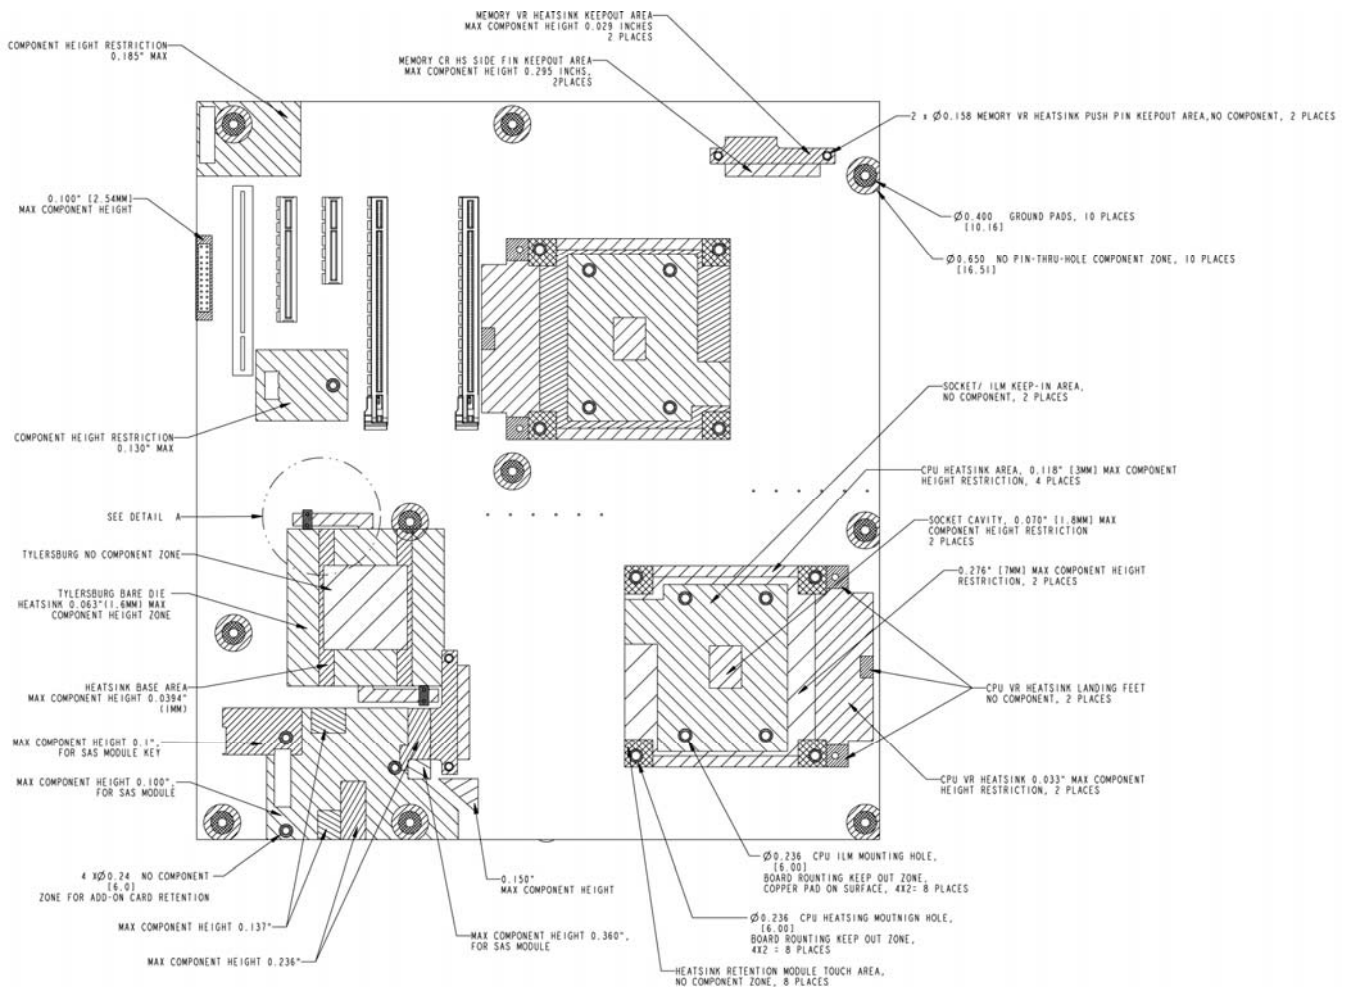 MEMORY VR HEATSINK KEEPOUT AREA
MAX COMPONENT HEIGHT 0.029 INCHES
2 PLACES
COMPONENT HEIGHT RESTRICTION
0.185" MAX
MEMORY CR HS SIDE FIN KEEPOUT AREA
MAX COMPONENT HEIGHT 0.295 INCHS,
2PLACES
2 x Ø0.158 MEMORY VR HEATSINK PUSH PIN KEEPOUT AREA,NO COMPONENT, 2 PLACES
0.100" [2.54MM]
MAX COMPONENT HEIGHT
Ø0.400 GROUND PADS, 10 PLACES
[10.16]
Ø0.650 NO PIN-THRU-HOLE COMPONENT ZONE, 10 PLACES
[16.51]
SOCKET/ ILM KEEP-IN AREA,
NO COMPONENT, 2 PLACES
COMPONENT HEIGHT RESTRICTION
0.130" MAX
CPU HEATSINK AREA, 0.118" [3MM] MAX COMPONENT
HEIGHT RESTRICTION, 4 PLACES
SEE DETAIL A
SOCKET CAVITY, 0.070" [1.8MM] MAX
COMPONENT HEIGHT RESTRICTION
2 PLACES
TYLERSBURG NO COMPONENT ZONE
0.276" [7MM] MAX COMPONENT HEIGHT
RESTRICTION, 2 PLACES
TYLERSBURG BARE DIE
HEATSINK 0.063"(1.6MM) MAX
COMPONENT HEIGHT ZONE
HEATSINK BASE AREA
MAX COMPONENT HEIGHT 0.0394"
(1MM)
CPU VR HEATSINK LANDING FEET
NO COMPONENT, 2 PLACES
MAX COMPONENT HEIGHT 0.1",
FOR SAS MODULE KEY
MAX COMPONENT HEIGHT 0.100",
FOR SAS MODULE
CPU VR HEATSINK 0.033" MAX COMPONENT
HEIGHT RESTRICTION, 2 PLACES
4 XØ0.24 NO COMPONENT
[6.0]
ZONE FOR ADD-ON CARD RETENTION
0.150"
MAX COMPONENT HEIGHT
Ø0.236 CPU ILM MOUNTING HOLE,
[6.00]
BOARD ROUNTING KEEP OUT ZONE,
COPPER PAD ON SURFACE, 4X2= 8 PLACES
MAX COMPONENT HEIGHT 0.137"
MAX COMPONENT HEIGHT 0.360",
FOR SAS MODULE
Ø0.236 CPU HEATSING MOUTNIGN HOLE,
[6.00]
BOARD ROUNTING KEEP OUT ZONE,
4X2 = 8 PLACES
MAX COMPONENT HEIGHT 0.236"
HEATSINK RETENTION MODULE TOUCH AREA,
NO COMPONENT ZONE, 8 PLACES